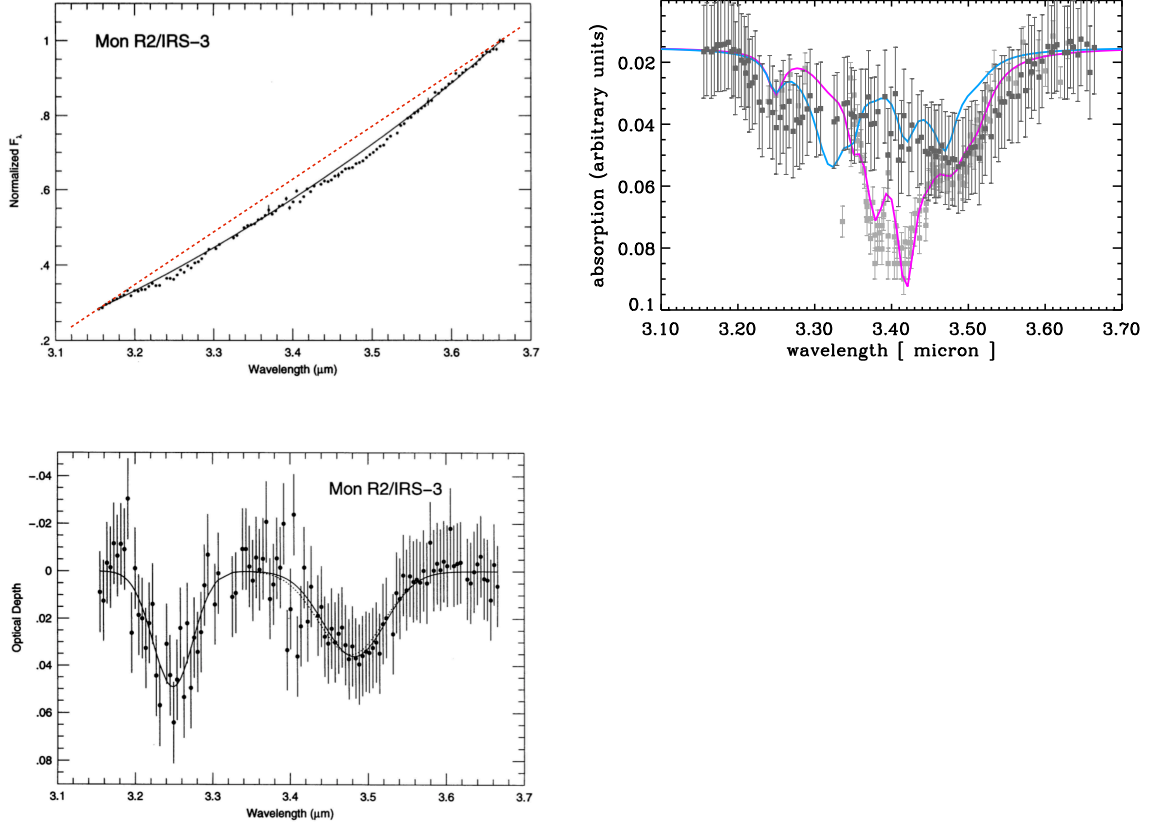 Mon R2/IRS−3
Normalized Fλ
1
.8
.6
.4
.2
3.1 3.2 3.3 3.4 3.5 3.6 3.7
Wavelength (μm)
absorption (arbitrary units)
0.02
0.04
0.06
0.08
0.1
3.10 3.20 3.30 3.40 3.50 3.60 3.70
wavelength [ micron ]
Mon R2/IRS−3
Optical Depth
−.04
−.02
0
.02
.04
.06
.08
3.1 3.2 3.3 3.4 3.5 3.6 3.7
Wavelength (μm)